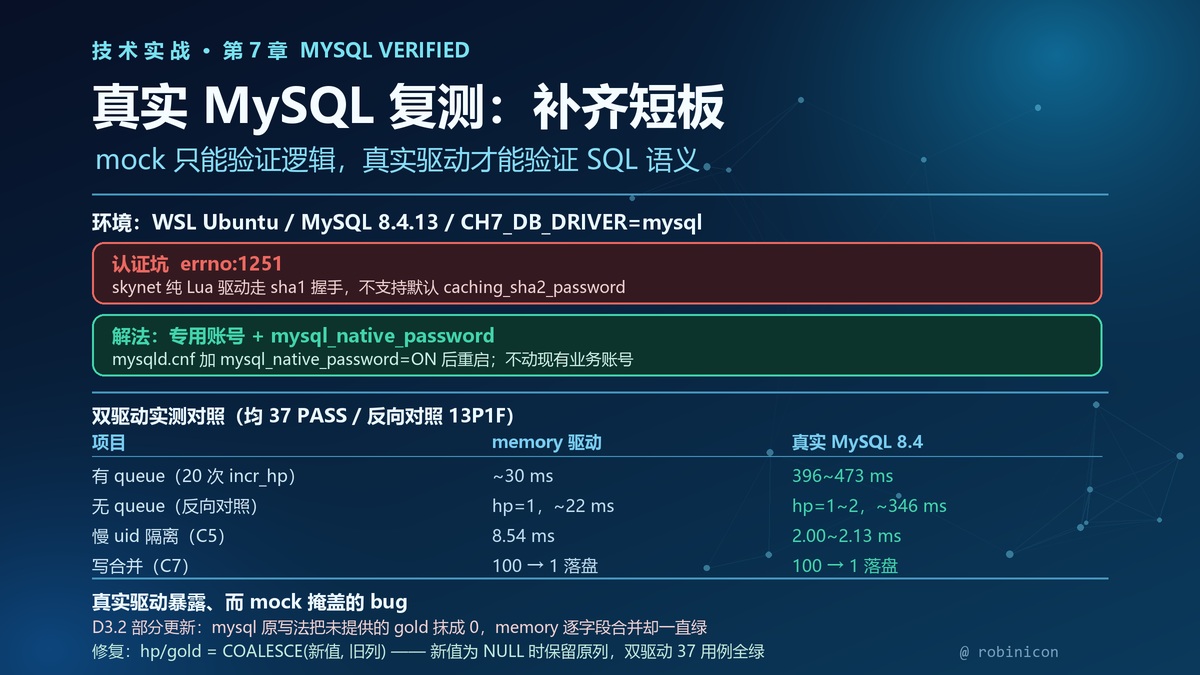 技术实战 · 第 7 章 MYSQL VERIFIED
真实 MySQL 复测：补齐短板
mock 只能验证逻辑，真实驱动才能验证 SQL 语义
环境：WSL Ubuntu / MySQL 8.4.13 / CH7_DB_DRIVER=mysql
认证坑 errno:1251
skynet 纯 Lua 驱动走 sha1 握手，不支持默认 caching_sha2_password
解法：专用账号 + mysql_native_password
mysqld.cnf 加 mysql_native_password=ON 后重启；不动现有业务账号
双驱动实测对照（均 37 PASS / 反向对照 13P1F）
项目 memory 驱动 真实 MySQL 8.4
有 queue（20 次 incr_hp） ~30 ms 396~473 ms
无 queue（反向对照） hp=1，~22 ms hp=1~2，~346 ms
慢 uid 隔离（C5） 8.54 ms 2.00~2.13 ms
写合并（C7） 100 → 1 落盘 100 → 1 落盘
真实驱动暴露、而 mock 掩盖的 bug
D3.2 部分更新：mysql 原写法把未提供的 gold 抹成 0，memory 逐字段合并却一直绿
修复：hp/gold = COALESCE(新值, 旧列) —— 新值为 NULL 时保留原列，双驱动 37 用例全绿
@ robinicon